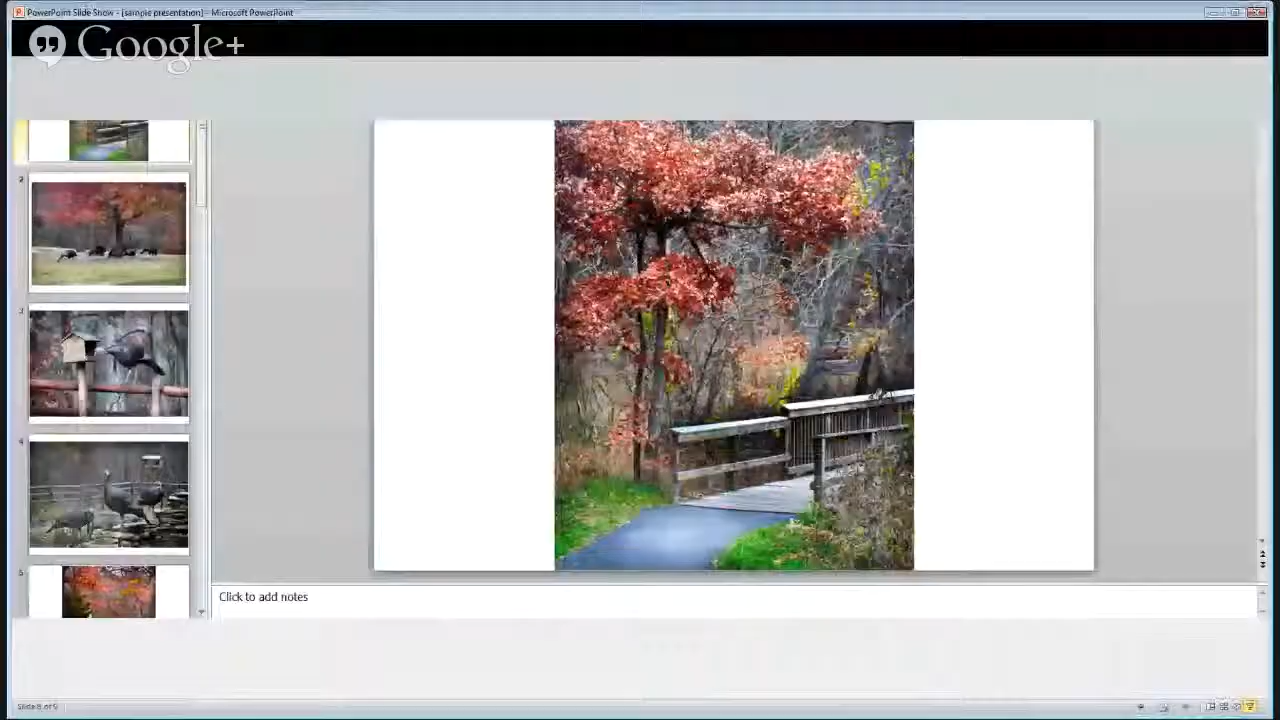 PowerPoint Slide Show - [sample presentation] - Microsoft PowerPoint
Google+
2
3
4
5
Click to add notes